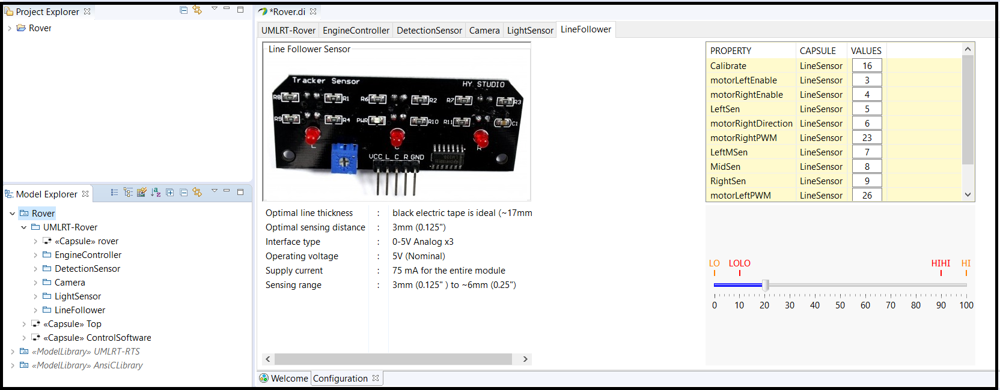 Project Explorer
Rover
Model Explorer
Rover
UMLRT-Rover
«Capsule» rover
EngineController
DetectionSensor
Camera
LightSensor
LineFollower
«Capsule» Top
«Capsule» ControlSoftware
«ModelLibrary» UMLRT-RTS
«ModelLibrary» AnsiCLibrary
*Rover.di
UMLRT-Rover EngineController DetectionSensor Camera LightSensor LineFollower
Line Follower Sensor
Tracker Sensor
HY STUDIO
R8 R1 R6 R2 R7 R3
R9 R4 PWR R10 R11 C1
L C R
VCC L C R GND
Optimal line thickness : black electric tape is ideal (~17mm
Optimal sensing distance : 3mm (0.125")
Interface type : 0-5V Analog x3
Operating voltage : 5V (Nominal)
Supply current : 75 mA for the entire module
Sensing range : 3mm (0.125" ) to ~6mm (0.25")
PROPERTY CAPSULE VALUES
Calibrate LineSensor 16
motorLeftEnable LineSensor 3
motorRightEnable LineSensor 4
LeftSen LineSensor 5
motorRightDirection LineSensor 6
motorRightPWM LineSensor 23
LeftMSen LineSensor 7
MidSen LineSensor 8
RightSen LineSensor 9
motorLeftPWM LineSensor 26
LO LOLO HIHI HI
0 10 20 30 40 50 60 70 80 90 100
Welcome Configuration